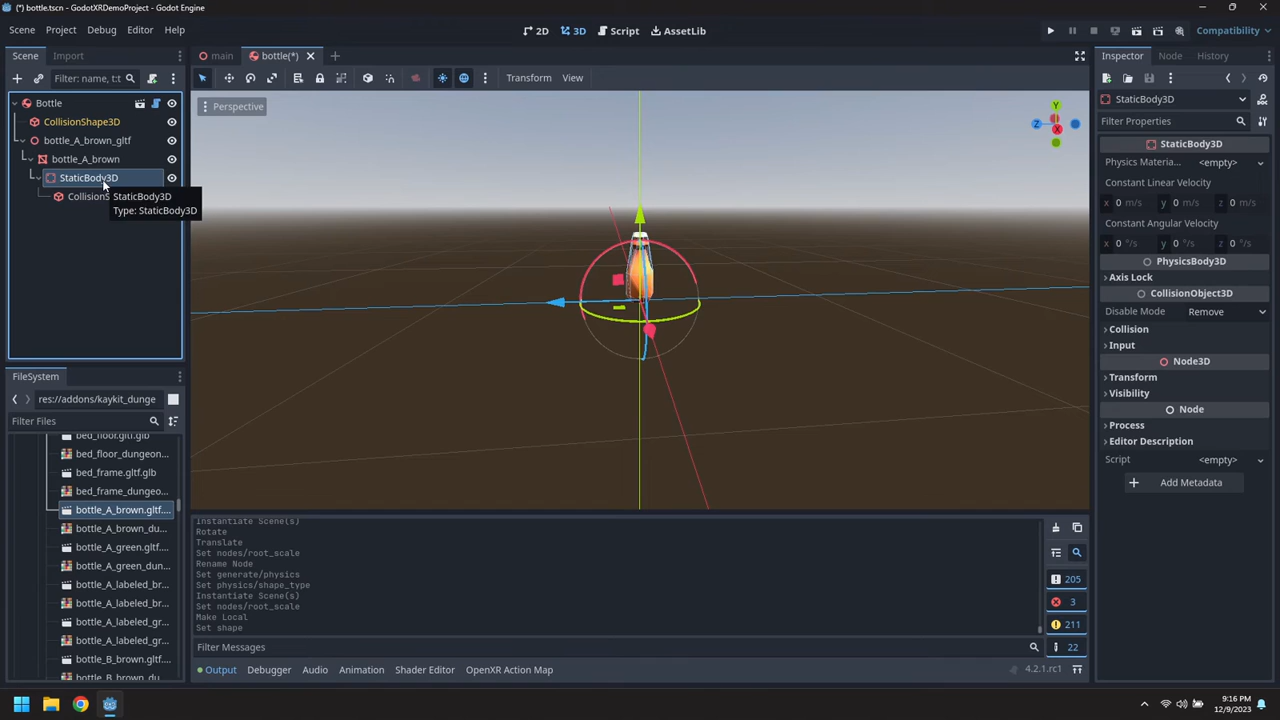 (*) bottle.tscn - GodotXRDemoProject - Godot Engine
Scene Project Debug Editor Help
2D 3D Script AssetLib
Compatibility
Scene Import
main bottle(*)
Inspector Node History
Filter: name, t:t
Transform View
StaticBody3D
Filter Properties
Bottle
CollisionShape3D
bottle_A_brown_gltf
bottle_A_brown
StaticBody3D
CollisionS
StaticBody3D
Type: StaticBody3D
Perspective
Y
Z
X
StaticBody3D
Physics Materia... <empty>
Constant Linear Velocity
x 0 m/s y 0 m/s z 0 m/s
Constant Angular Velocity
x 0 °/s y 0 °/s z 0 °/s
PhysicsBody3D
Axis Lock
CollisionObject3D
Disable Mode Remove
Collision
Input
Node3D
Transform
Visibility
Node
Process
Editor Description
Script <empty>
Add Metadata
FileSystem
res://addons/kaykit_dunge
Filter Files
bed_floor.gltf.glb
bed_floor_dungeon...
bed_frame.gltf.glb
bed_frame_dungeo...
bottle_A_brown.gltf....
bottle_A_brown_du...
bottle_A_green.gltf...
bottle_A_green_dun...
bottle_A_labeled_br...
bottle_A_labeled_br...
bottle_A_labeled_gr...
bottle_A_labeled_gr...
bottle_B_brown.gltf...
bottle_B_brown_du...
Instantiate Scene(s)
Rotate
Translate
Set nodes/root_scale
Rename Node
Set generate/physics
Set physics/shape_type
Instantiate Scene(s)
Set nodes/root_scale
Make Local
Set shape
205
3
211
22
Filter Messages
Output Debugger Audio Animation Shader Editor OpenXR Action Map
4.2.1.rc1
9:16 PM
12/9/2023